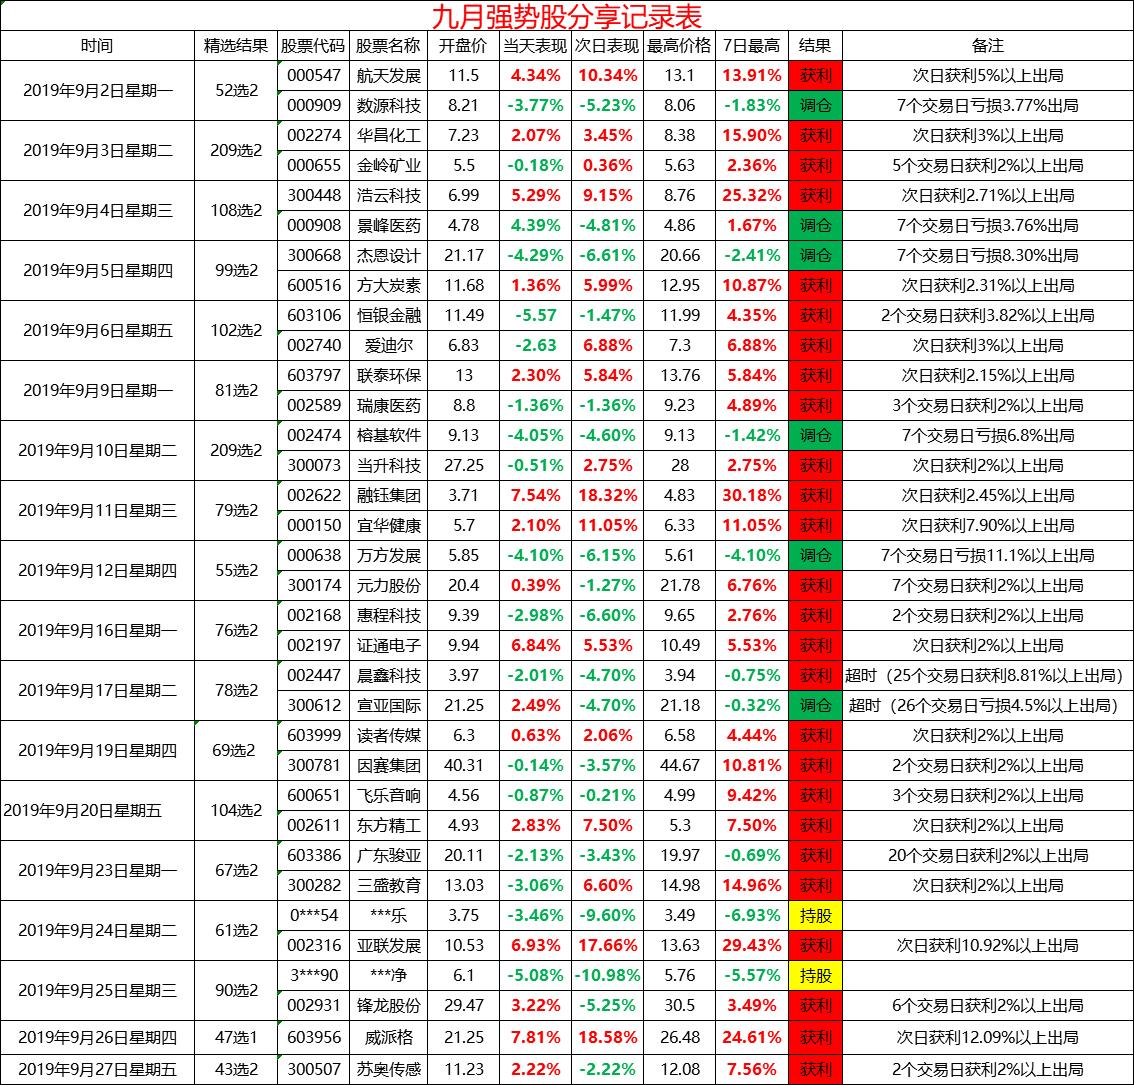 九月强势股分享记录表
时间 精选结果 股票代码 股票名称 开盘价 当天表现 次日表现 最高价格 7日最高 结果 备注
2019年9月2日星期一 52选2 000547 航天发展 11.5 4.34% 10.34% 13.1 13.91% 获利 次日获利5%以上出局
000909 数源科技 8.21 -3.77% -5.23% 8.06 -1.83% 调仓 7个交易日亏损3.77%出局
2019年9月3日星期二 209选2 002274 华昌化工 7.23 2.07% 3.45% 8.38 15.90% 获利 次日获利3%以上出局
000655 金岭矿业 5.5 -0.18% 0.36% 5.63 2.36% 获利 5个交易日获利2%以上出局
2019年9月4日星期三 108选2 300448 浩云科技 6.99 5.29% 9.15% 8.76 25.32% 获利 次日获利2.71%以上出局
000908 景峰医药 4.78 4.39% -4.81% 4.86 1.67% 调仓 7个交易日亏损3.76%出局
2019年9月5日星期四 99选2 300668 杰恩设计 21.17 -4.29% -6.61% 20.66 -2.41% 调仓 7个交易日亏损8.30%出局
600516 方大炭素 11.68 1.36% 5.99% 12.95 10.87% 获利 次日获利2.31%以上出局
2019年9月6日星期五 102选2 603106 恒银金融 11.49 -5.57 -1.47% 11.99 4.35% 获利 2个交易日获利3.82%以上出局
002740 爱迪尔 6.83 -2.63 6.88% 7.3 6.88% 获利 次日获利3%以上出局
2019年9月9日星期一 81选2 603797 联泰环保 13 2.30% 5.84% 13.76 5.84% 获利 次日获利2.15%以上出局
002589 瑞康医药 8.8 -1.36% -1.36% 9.23 4.89% 获利 3个交易日获利2%以上出局
2019年9月10日星期二 209选2 002474 榕基软件 9.13 -4.05% -4.60% 9.13 -1.42% 调仓 7个交易日亏损6.8%出局
300073 当升科技 27.25 -0.51% 2.75% 28 2.75% 获利 次日获利2%以上出局
2019年9月11日星期三 79选2 002622 融钰集团 3.71 7.54% 18.32% 4.83 30.18% 获利 次日获利2.45%以上出局
000150 宜华健康 5.7 2.10% 11.05% 6.33 11.05% 获利 次日获利7.90%以上出局
2019年9月12日星期四 55选2 000638 万方发展 5.85 -4.10% -6.15% 5.61 -4.10% 调仓 7个交易日亏损11.1%以上出局
300174 元力股份 20.4 0.39% -1.27% 21.78 6.76% 获利 7个交易日获利2%以上出局
2019年9月16日星期一 76选2 002168 惠程科技 9.39 -2.98% -6.60% 9.65 2.76% 获利 2个交易日获利2%以上出局
002197 证通电子 9.94 6.84% 5.53% 10.49 5.53% 获利 次日获利2%以上出局
2019年9月17日星期二 78选2 002447 晨鑫科技 3.97 -2.01% -4.70% 3.94 -0.75% 获利 超时（25个交易日获利8.81%以上出局）
300612 宣亚国际 21.25 2.49% -4.70% 21.18 -0.32% 调仓 超时（26个交易日亏损4.5%以上出局）
2019年9月19日星期四 69选2 603999 读者传媒 6.3 0.63% 2.06% 6.58 4.44% 获利 次日获利2%以上出局
300781 因赛集团 40.31 -0.14% -3.57% 44.67 10.81% 获利 2个交易日获利2%以上出局
2019年9月20日星期五 104选2 600651 飞乐音响 4.56 -0.87% -0.21% 4.99 9.42% 获利 3个交易日获利2%以上出局
002611 东方精工 4.93 2.83% 7.50% 5.3 7.50% 获利 次日获利2%以上出局
2019年9月23日星期一 67选2 603386 广东骏亚 20.11 -2.13% -3.43% 19.97 -0.69% 获利 20个交易日获利2%以上出局
300282 三盛教育 13.03 -3.06% 6.60% 14.98 14.96% 获利 次日获利2%以上出局
2019年9月24日星期二 61选2 0***54 ***乐 3.75 -3.46% -9.60% 3.49 -6.93% 持股
002316 亚联发展 10.53 6.93% 17.66% 13.63 29.43% 获利 次日获利10.92%以上出局
2019年9月25日星期三 90选2 3***90 ***净 6.1 -5.08% -10.98% 5.76 -5.57% 持股
002931 锋龙股份 29.47 3.22% -5.25% 30.5 3.49% 获利 6个交易日获利2%以上出局
2019年9月26日星期四 47选1 603956 威派格 21.25 7.81% 18.58% 26.48 24.61% 获利 次日获利12.09%以上出局
2019年9月27日星期五 43选2 300507 苏奥传感 11.23 2.22% -2.22% 12.08 7.56% 获利 2个交易日获利2%以上出局